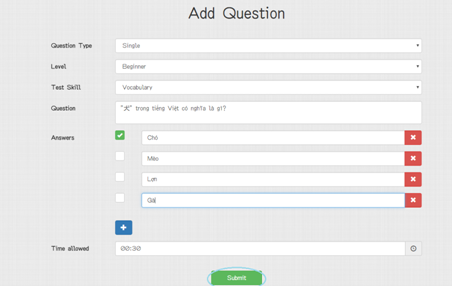 Add Question
Question Type Single
Level Beginner
Test Skill Vocabulary
Question "犬" trong tiếng Việt có nghĩa là gì?
Answers Chó
Mèo
Lợn
Gà
Time allowed 00:30
Submit